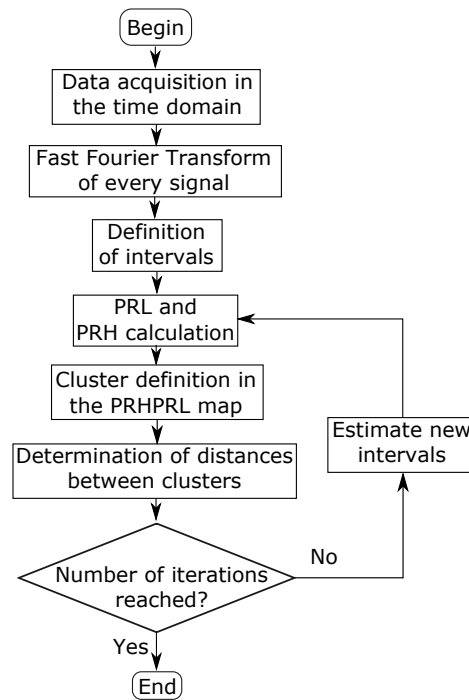 Begin
Data acquisition in
the time domain
Fast Fourier Transform
of every signal
Definition
of intervals
PRL and
PRH calculation
Cluster definition in
the PRHPRL map
Determination of distances
between clusters
Estimate new
intervals
Number of iterations
reached?
No
Yes
End